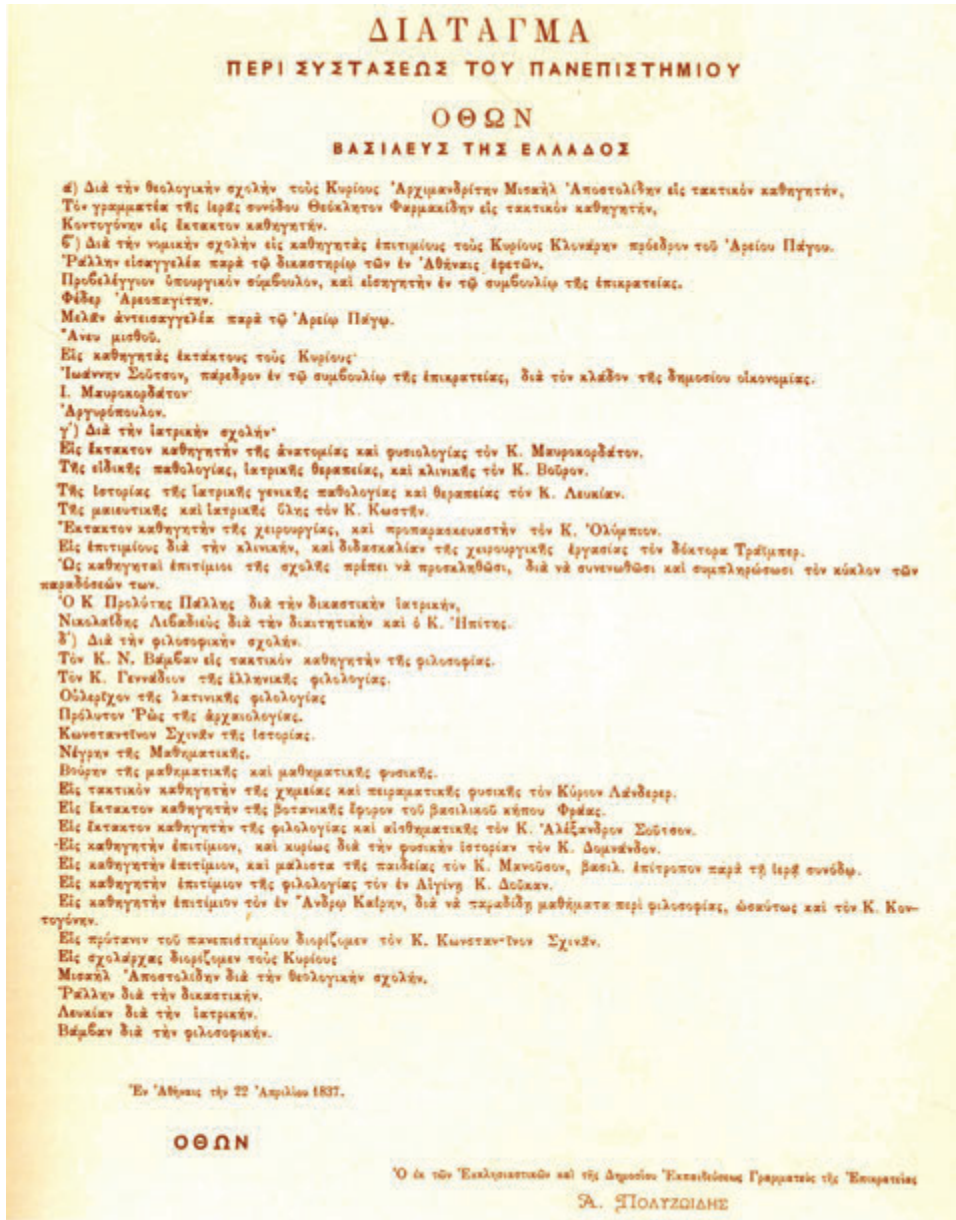 ΔΙΑΤΑΓΜΑ
ΠΕΡΙ ΣΥΣΤΑΣΕΩΣ ΤΟΥ ΠΑΝΕΠΙΣΤΗΜΙΟΥ
ΟΘΩΝ
ΒΑΣΙΛΕΥΣ ΤΗΣ ΕΛΛΑΔΟΣ
α) Διὰ τὴν θεολογικὴν σχολὴν τοὺς Κυρίους Ἀρχιμανδρίτην Μισαὴλ Ἀποστολίδην εἰς τακτικὸν καθηγητήν,
Τὸν γραμματέα τῆς ἱερᾶς συνόδου Θεόκλητον Φαρμακίδην εἰς τακτικὸν καθηγητήν,
Κοντογόνην εἰς ἔκτακτον καθηγητήν.
ϐ′) Διὰ τὴν νομικὴν σχολὴν εἰς καθηγητὰς ἐπιτιμίους τοὺς Κυρίους Κλονάρην πρόεδρον τοῦ Ἀρείου Πάγου.
Ῥάλλην εἰσαγγελέα παρὰ τῷ δικαστηρίῳ τῶν ἐν Ἀθήναις ἐφετῶν.
Προβελέγγιον ὑπουργικὸν σύμβουλον, καὶ εἰσηγητὴν ἐν τῷ συμβουλίῳ τῆς ἐπικρατείας.
Φέδερ Ἀρεοπαγίτην.
Μελᾶν ἀντεισαγγελέα παρὰ τῷ Ἀρείῳ Πάγῳ.
Ἄνευ μισθοῦ.
Εἰς καθηγητὰς ἐκτάκτους τοὺς Κυρίους·
Ἰωάννην Σοῦτσον, πάρεδρον ἐν τῷ συμβουλίῳ τῆς ἐπικρατείας, διὰ τὸν κλάδον τῆς δημοσίου οἰκονομίας.
Ι. Μαυροκορδάτον·
Ἀργυρόπουλον.
γ′) Διὰ τὴν ἰατρικὴν σχολήν·
Εἰς ἔκτακτον καθηγητὴν τῆς ἀνατομίας καὶ φυσιολογίας τὸν Κ. Μαυροκορδάτον.
Τῆς εἰδικῆς παθολογίας, ἰατρικῆς θεραπείας, καὶ κλινικῆς τὸν Κ. Βοῦρον.
Τῆς ἱστορίας τῆς ἰατρικῆς γενικῆς παθολογίας καὶ θεραπείας τὸν Κ. Λευκίαν.
Τῆς μαιευτικῆς καὶ ἰατρικῆς ὕλης τὸν Κ. Κωστῆν.
Ἔκτακτον καθηγητὴν τῆς χειρουργίας, καὶ προπαρασκευαστὴν τὸν Κ. Ὀλύμπιον.
Εἰς ἐπιτιμίους διὰ τὴν κλινικήν, καὶ διδασκαλίαν τῆς χειρουργικῆς ἐργασίας τὸν δόκτορα Τράϊμπερ.
Ὡς καθηγηταὶ ἐπιτίμιοι τῆς σχολῆς πρέπει νὰ προσκληθῶσι, διὰ νὰ συνενωθῶσι καὶ συμπληρώσωσι τὸν κύκλον τῶν
παραδόσεών των.
Ὁ Κ Προλύτης Πάλλης διὰ τὴν δικαστικὴν ἰατρικήν,
Νικολαΐδης Λεβαδιεὺς διὰ τὴν διαιτητικὴν καὶ ὁ Κ. Ἠπίτης.
δ′) Διὰ τὴν φιλοσοφικὴν σχολήν.
Τὸν Κ. Ν. Βάμβαν εἰς τακτικὸν καθηγητὴν τῆς φιλοσοφίας.
Τὸν Κ. Γεννάδιον τῆς ἑλληνικῆς φιλολογίας.
Οὐλερῖχον τῆς λατινικῆς φιλολογίας
Πρόλυτον Ῥὼς τῆς ἀρχαιολογίας.
Κωνσταντῖνον Σχινᾶν τῆς ἱστορίας.
Νέγρην τῆς Μαθηματικῆς.
Βούρην τῆς μαθηματικῆς καὶ μαθηματικῆς φυσικῆς.
Εἰς τακτικὸν καθηγητὴν τῆς χημείας καὶ πειραματικῆς φυσικῆς τὸν Κύριον Λάνδερερ.
Εἰς ἔκτακτον καθηγητὴν τῆς βοτανικῆς ἔφορον τοῦ βασιλικοῦ κήπου Φράας.
Εἰς ἔκτακτον καθηγητὴν τῆς φιλολογίας καὶ αἰσθηματικῆς τὸν Κ. Ἀλέξανδρον Σοῦτσον.
Εἰς καθηγητὴν ἐπιτίμιον, καὶ κυρίως διὰ τὴν φυσικὴν ἱστορίαν τὸν Κ. Δομνάνδον.
Εἰς καθηγητὴν ἐπιτίμιον, καὶ μάλιστα τῆς παιδείας τὸν Κ. Μανοῦσον, βασιλ. ἐπίτροπον παρὰ τῇ ἱερᾷ συνόδῳ.
Εἰς καθηγητὴν ἐπιτίμιον τῆς φιλολογίας τὸν ἐν Αἰγίνῃ Κ. Δούκαν.
Εἰς καθηγητὴν ἐπιτίμιον τὸν ἐν Ἄνδρῳ Καΐρην, διὰ νὰ παραδίδῃ μαθήματα περὶ φιλοσοφίας, ὡσαύτως καὶ τὸν Κ. Κον-
τογόνην.
Εἰς πρύτανιν τοῦ πανεπιστημίου διορίζομεν τὸν Κ. Κωνσταντῖνον Σχινᾶν.
Εἰς σχολάρχας διορίζομεν τοὺς Κυρίους
Μισαὴλ Ἀποστολίδην διὰ τὴν θεολογικὴν σχολήν,
Ῥάλλην διὰ τὴν δικαστικήν.
Λευκίαν διὰ τὴν ἰατρικήν.
Βάμβαν διὰ τὴν φιλοσοφικήν.
Ἐν Ἀθήναις τὴν 22 Ἀπριλίου 1837.
ΟΘΩΝ
Ὁ ἐκ τῶν Ἐκκλησιαστικῶν καὶ τῆς Δημοσίου Ἐκπαιδεύσεως Γραμματεὺς τῆς Ἐπικρατείας
Α. ΠΟΛΥΖΩΙΔΗΣ